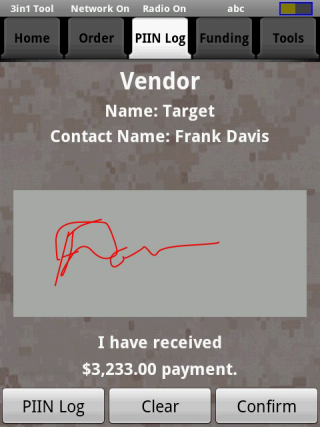 3in1 Tool Network On Radio On abc
Home Order PIIN Log Funding Tools
Vendor
Name: Target
Contact Name: Frank Davis
I have received
$3,233.00 payment.
PIIN Log Clear Confirm